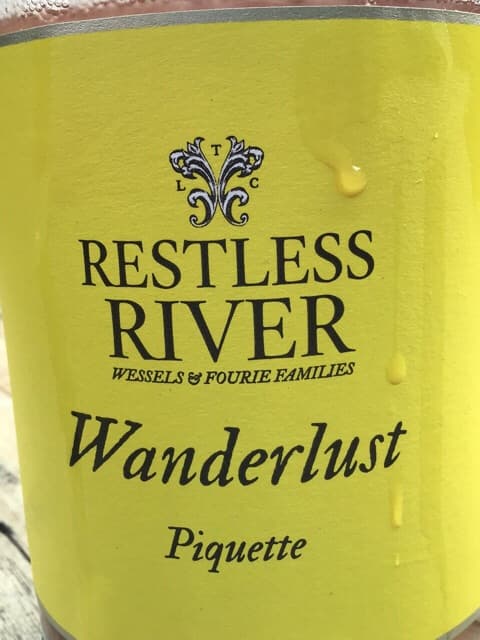 T
L C
RESTLESS
RIVER
WESSELS & FOURIE FAMILIES
Wanderlust
Piquette